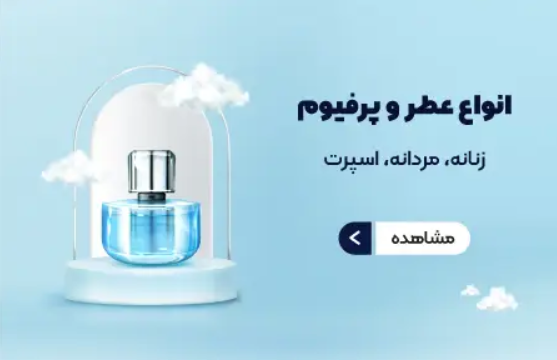 انواع عطر و پرفیوم
زنانه، مردانه، اسپرت
مشاهده